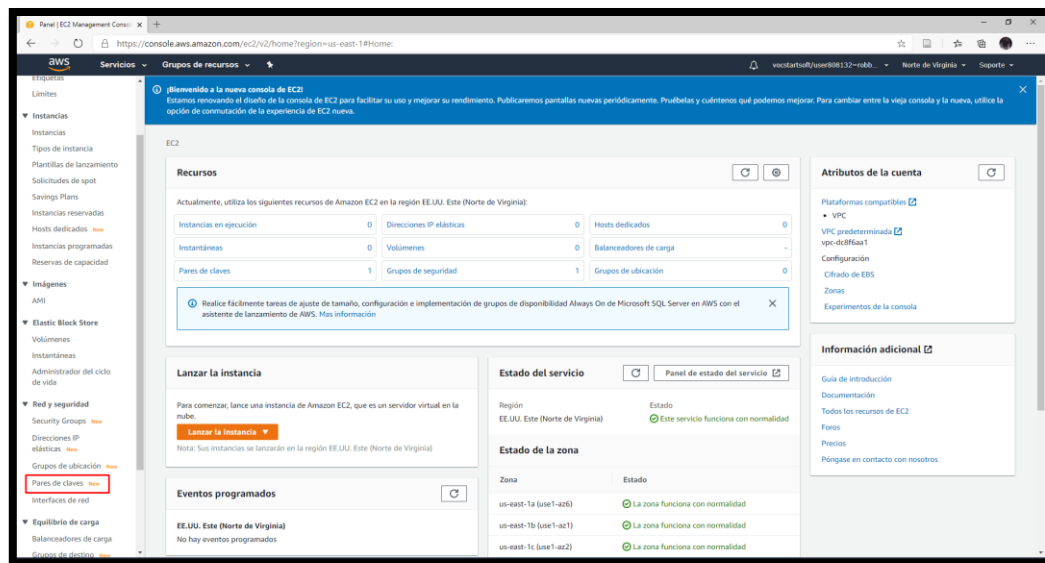 Panel | EC2 Management Consol
https://console.aws.amazon.com/ec2/v2/home?region=us-east-1#Home:
aws
Servicios
Grupos de recursos
vocstartsoft/user808132=robb...
Norte de Virginia
Soporte
Etiquetas
Límites
Instancias
Instancias
Tipos de instancia
Plantillas de lanzamiento
Solicitudes de spot
Savings Plans
Instancias reservadas
Hosts dedicados New
Instancias programadas
Reservas de capacidad
Imágenes
AMI
Elastic Block Store
Volúmenes
Instantáneas
Administrador del ciclo
de vida
Red y seguridad
Security Groups New
Direcciones IP
elásticas New
Grupos de ubicación New
Pares de claves New
Interfaces de red
Equilibrio de carga
Balanceadores de carga
Grupos de destino New
¡Bienvenido a la nueva consola de EC2!
Estamos renovando el diseño de la consola de EC2 para facilitar su uso y mejorar su rendimiento. Publicaremos pantallas nuevas periódicamente. Pruébelas y cuéntenos qué podemos mejorar. Para cambiar entre la vieja consola y la nueva, utilice la
opción de conmutación de la experiencia de EC2 nueva.
EC2
Recursos
Actualmente, utiliza los siguientes recursos de Amazon EC2 en la región EE.UU. Este (Norte de Virginia):
Instancias en ejecución 0
Direcciones IP elásticas 0
Hosts dedicados 0
Instantáneas 0
Volúmenes 0
Balanceadores de carga -
Pares de claves 1
Grupos de seguridad 1
Grupos de ubicación 0
Realice fácilmente tareas de ajuste de tamaño, configuración e implementación de grupos de disponibilidad Always On de Microsoft SQL Server en AWS con el
asistente de lanzamiento de AWS. Mas información
Lanzar la instancia
Para comenzar, lance una instancia de Amazon EC2, que es un servidor virtual en la
nube.
Lanzar la instancia
Nota: Sus instancias se lanzarán en la región EE.UU. Este (Norte de Virginia)
Eventos programados
EE.UU. Este (Norte de Virginia)
No hay eventos programados
Estado del servicio
Panel de estado del servicio
Región
Estado
EE.UU. Este (Norte de Virginia)
Este servicio funciona con normalidad
Estado de la zona
Zona
Estado
us-east-1a (use1-az6)
La zona funciona con normalidad
us-east-1b (use1-az1)
La zona funciona con normalidad
us-east-1c (use1-az2)
La zona funciona con normalidad
Atributos de la cuenta
Plataformas compatibles
• VPC
VPC predeterminada
vpc-dc8f6aa1
Configuración
Cifrado de EBS
Zonas
Experimentos de la consola
Información adicional
Guía de introducción
Documentación
Todos los recursos de EC2
Foros
Precios
Póngase en contacto con nosotros